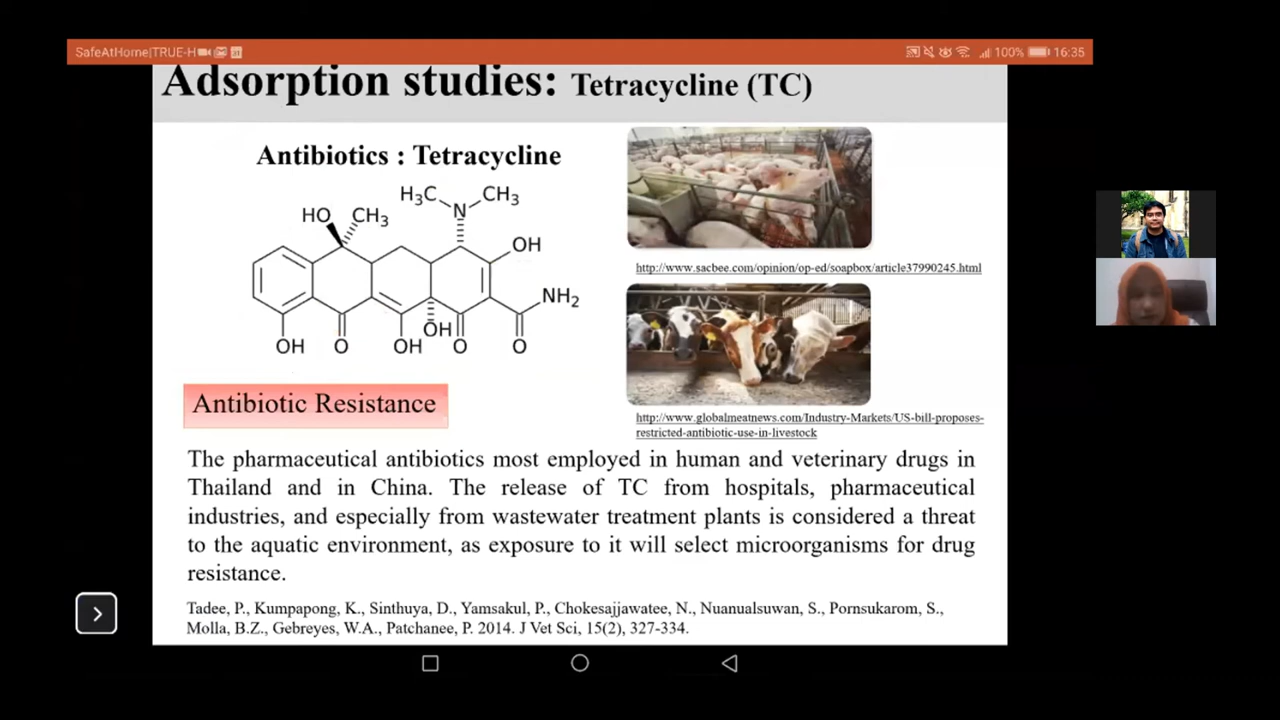 SafeAtHome|TRUE-H
100% 16:35
Adsorption studies: Tetracycline (TC)
Antibiotics : Tetracycline
H₃C CH₃
N
HO CH₃
OH
NH₂
OH
OH O OH O O
http://www.sacbee.com/opinion/op-ed/soapbox/article37990245.html
http://www.globalmeatnews.com/Industry-Markets/US-bill-proposes-
restricted-antibiotic-use-in-livestock
Antibiotic Resistance
The pharmaceutical antibiotics most employed in human and veterinary drugs in
Thailand and in China. The release of TC from hospitals, pharmaceutical
industries, and especially from wastewater treatment plants is considered a threat
to the aquatic environment, as exposure to it will select microorganisms for drug
resistance.
Tadee, P., Kumpapong, K., Sinthuya, D., Yamsakul, P., Chokesajjawatee, N., Nuanualsuwan, S., Pornsukarom, S.,
Molla, B.Z., Gebreyes, W.A., Patchanee, P. 2014. J Vet Sci, 15(2), 327-334.